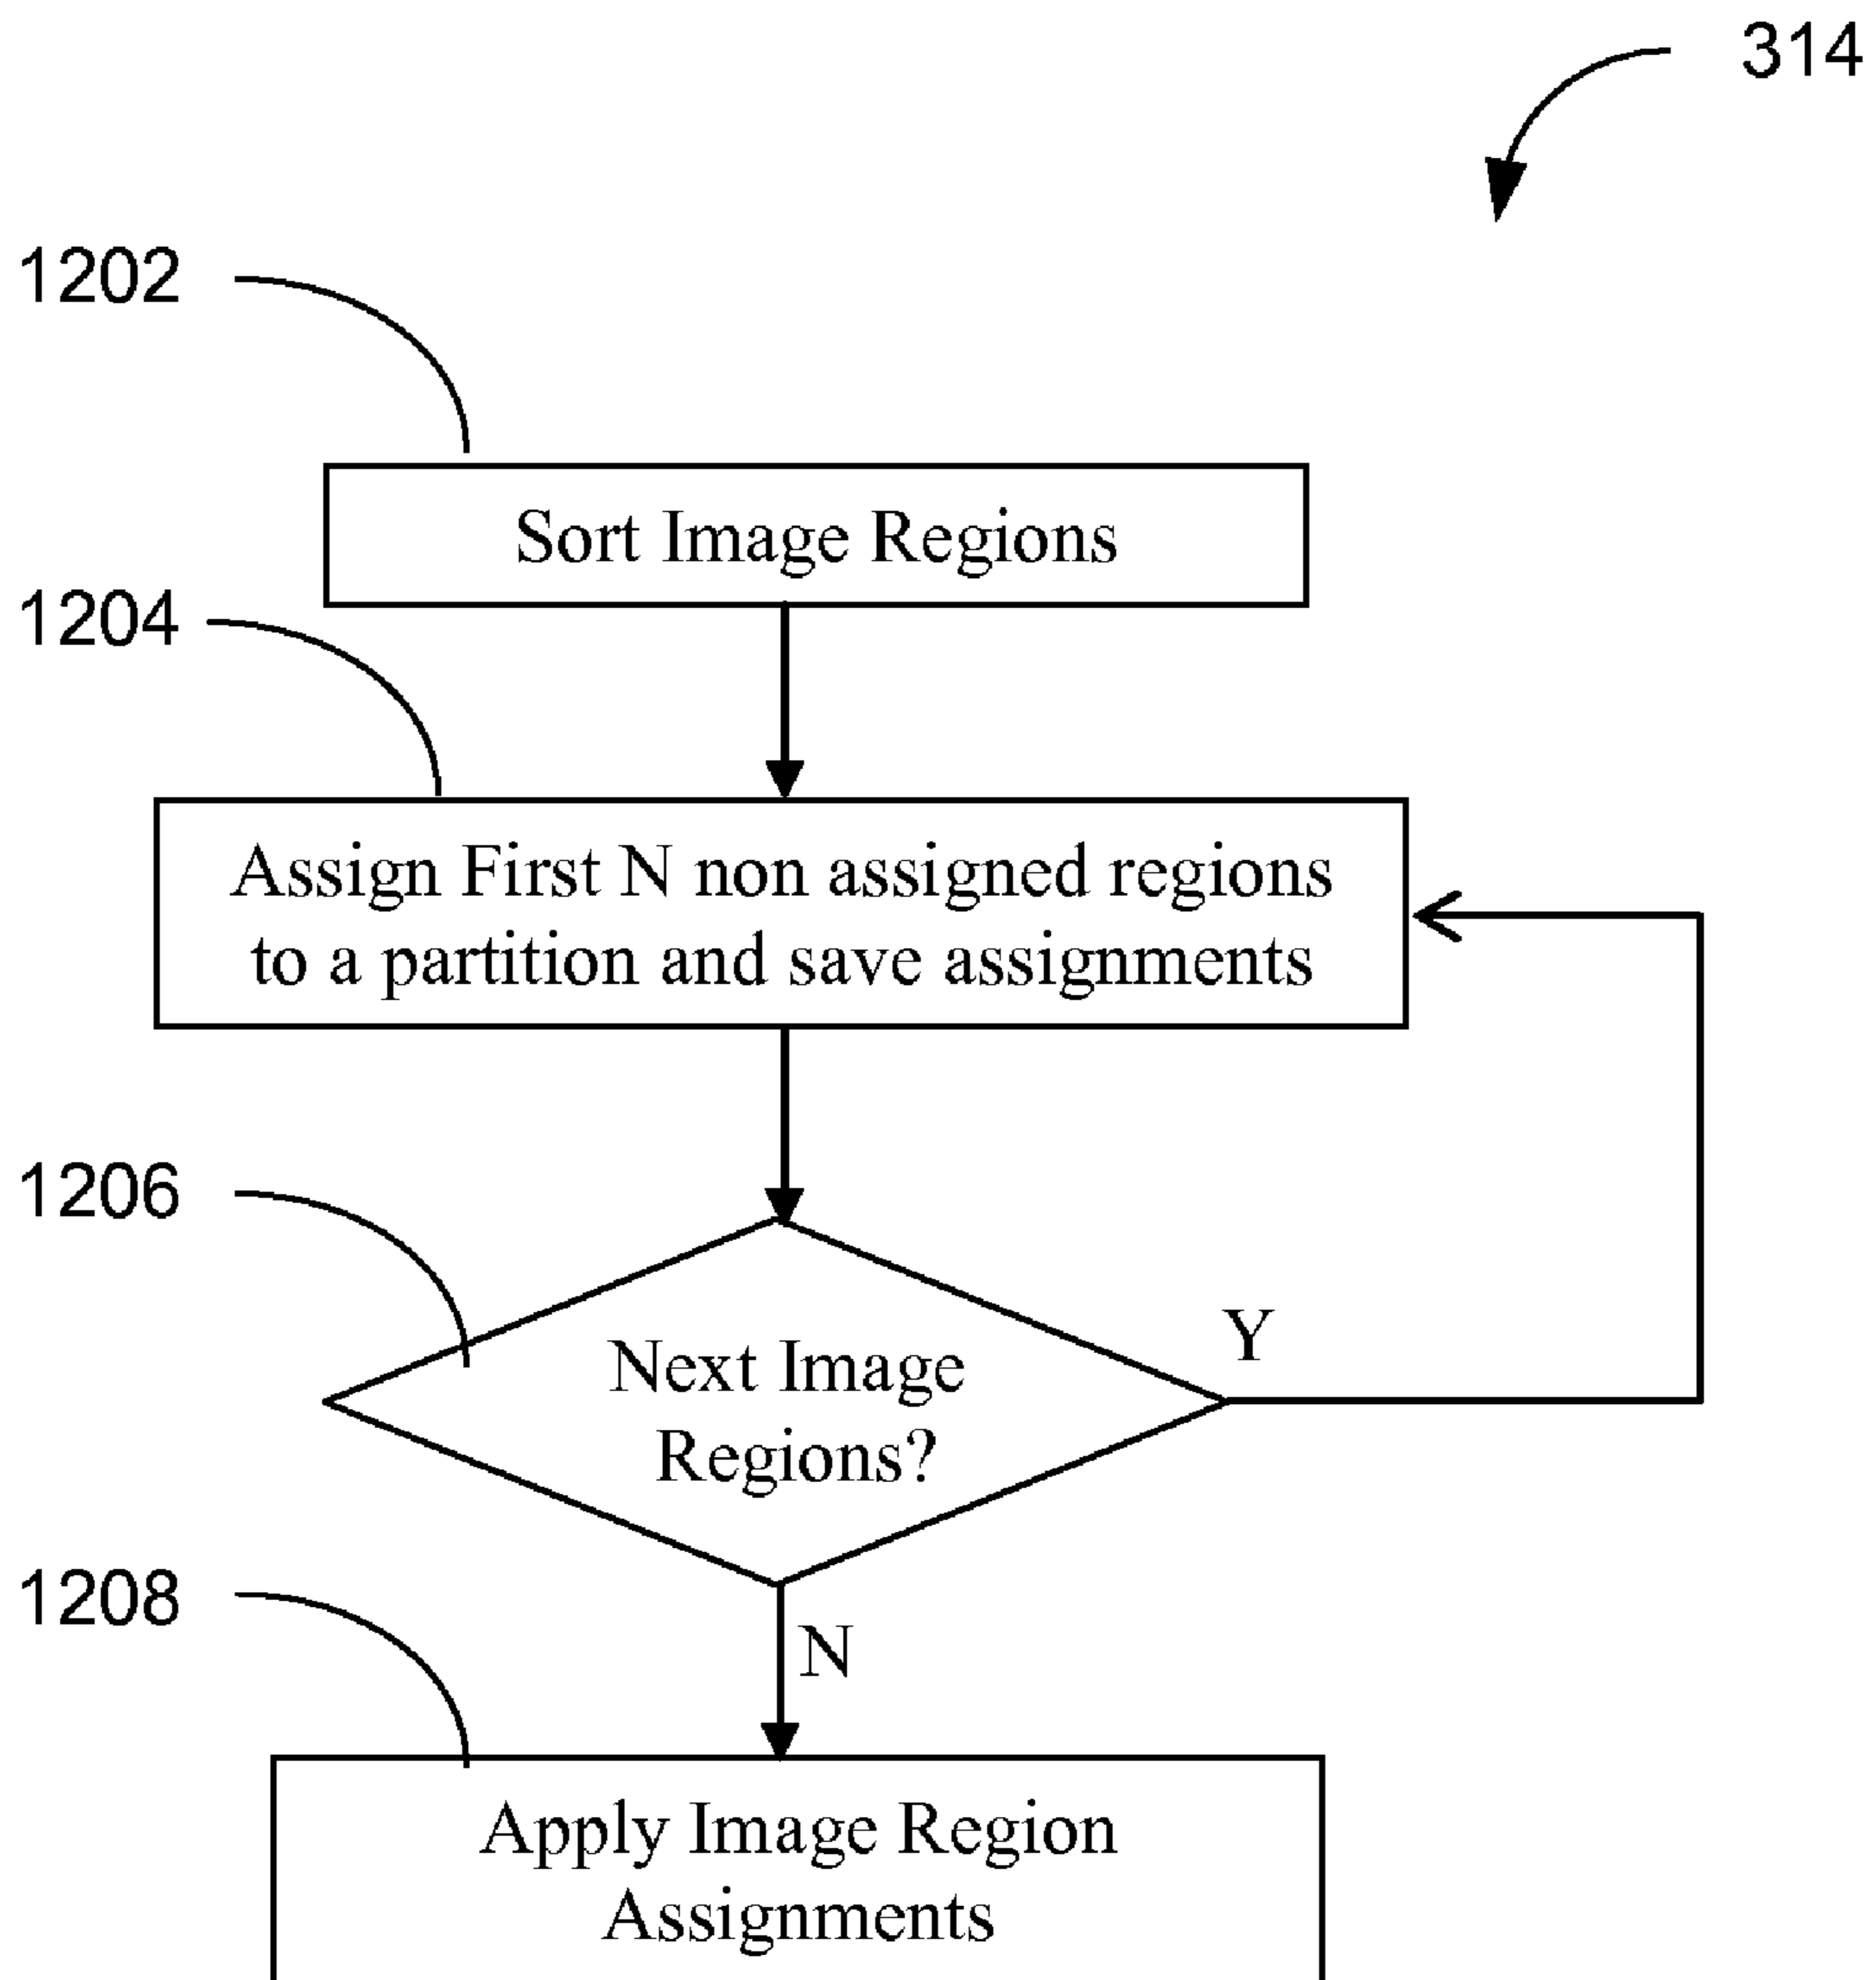 314
1202
Sort Image Regions
1204
Assign First N non assigned regions
to a partition and save assignments
1206
Next Image
Regions?
Y
N
1208
Apply Image Region
Assignments